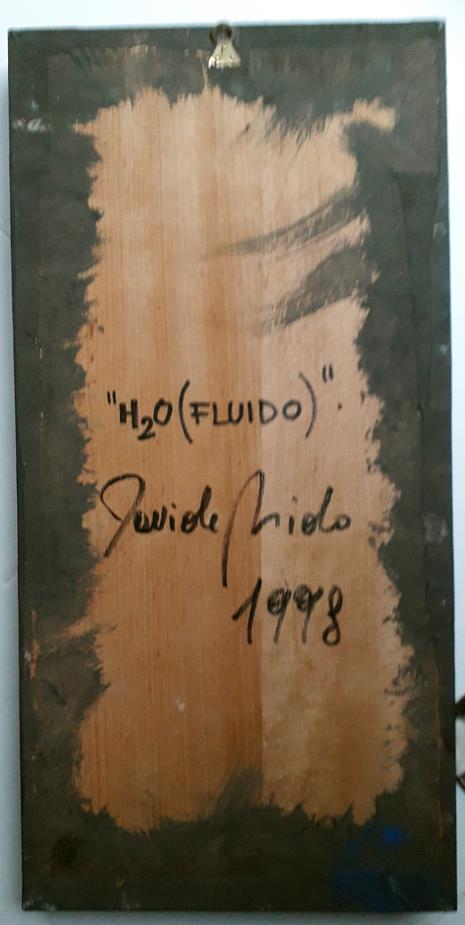 "H₂O (FLUIDO)".
Davide Nido
1998